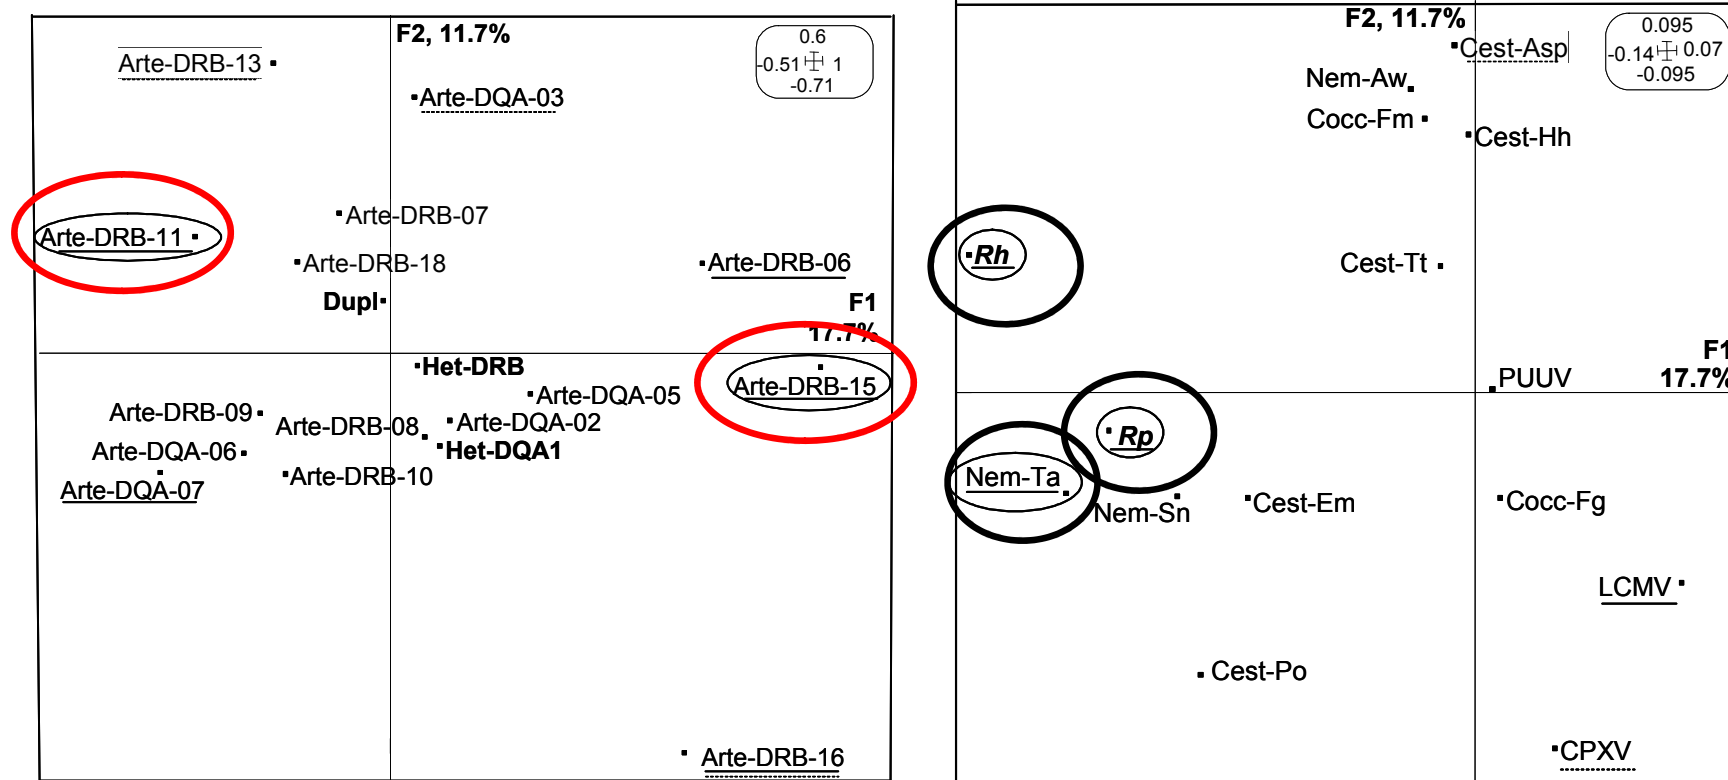 F2, 11.7%
0.6
-0.51 1
-0.71
Arte-DRB-13
Arte-DQA-03
Arte-DRB-07
Arte-DRB-11
Arte-DRB-18
Arte-DRB-06
Dupl
F1
17.7%
Het-DRB
Arte-DRB-15
Arte-DQA-05
Arte-DRB-09
Arte-DRB-08
Arte-DQA-02
Arte-DQA-06
Het-DQA1
Arte-DRB-10
Arte-DQA-07
Arte-DRB-16
F2, 11.7%
0.095
-0.14 0.07
-0.095
Cest-Asp
Nem-Aw
Cocc-Fm
Cest-Hh
Rh
Cest-Tt
F1
17.7%
PUUV
Rp
Nem-Ta
Nem-Sn
Cest-Em
Cocc-Fg
LCMV
Cest-Po
CPXV